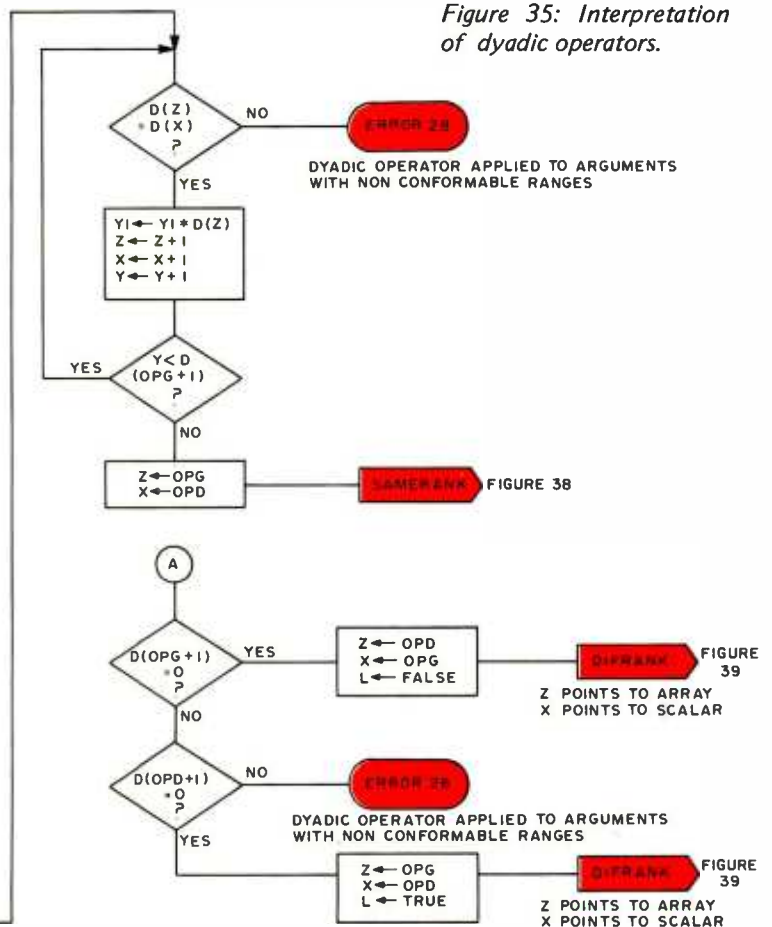 Figure 35: Interpretation
of dyadic operators.
D(Z)
= D(X)
?
NO
ERROR 28
DYADIC OPERATOR APPLIED TO ARGUMENTS
WITH NON CONFORMABLE RANGES
YES
Y1 ← Y1 * D(Z)
Z ← Z+1
X ← X+1
Y ← Y+1
YES
Y < D
(OPG+1)
?
NO
Z ← OPG
X ← OPD
SAMERANK
FIGURE 38
A
D(OPG+1)
= 0
?
YES
Z ← OPD
X ← OPG
L ← FALSE
DIFRANK
FIGURE
39
Z POINTS TO ARRAY
X POINTS TO SCALAR
NO
D(OPD+1)
= 0
?
NO
ERROR
DYADIC OPERATOR APPLIED TO ARGUMENTS
WITH NON CONFORMABLE RANGES
YES
Z ← OPG
X ← OPD
L ← TRUE
DIFRANK
FIGURE
39
Z POINTS TO ARRAY
X POINTS TO SCALAR